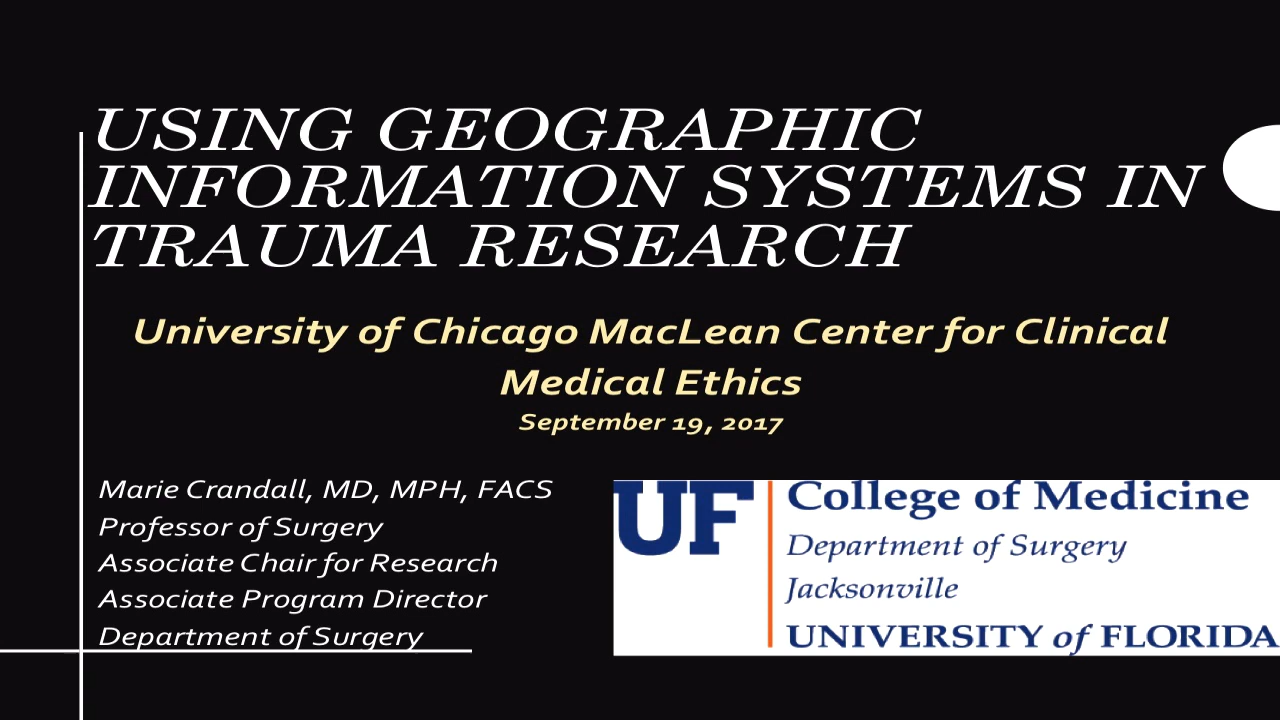 USING GEOGRAPHIC
INFORMATION SYSTEMS IN
TRAUMA RESEARCH
University of Chicago MacLean Center for Clinical
Medical Ethics
September 19, 2017
Marie Crandall, MD, MPH, FACS
Professor of Surgery
Associate Chair for Research
Associate Program Director
Department of Surgery
UF
College of Medicine
Department of Surgery
Jacksonville
UNIVERSITY of FLORIDA